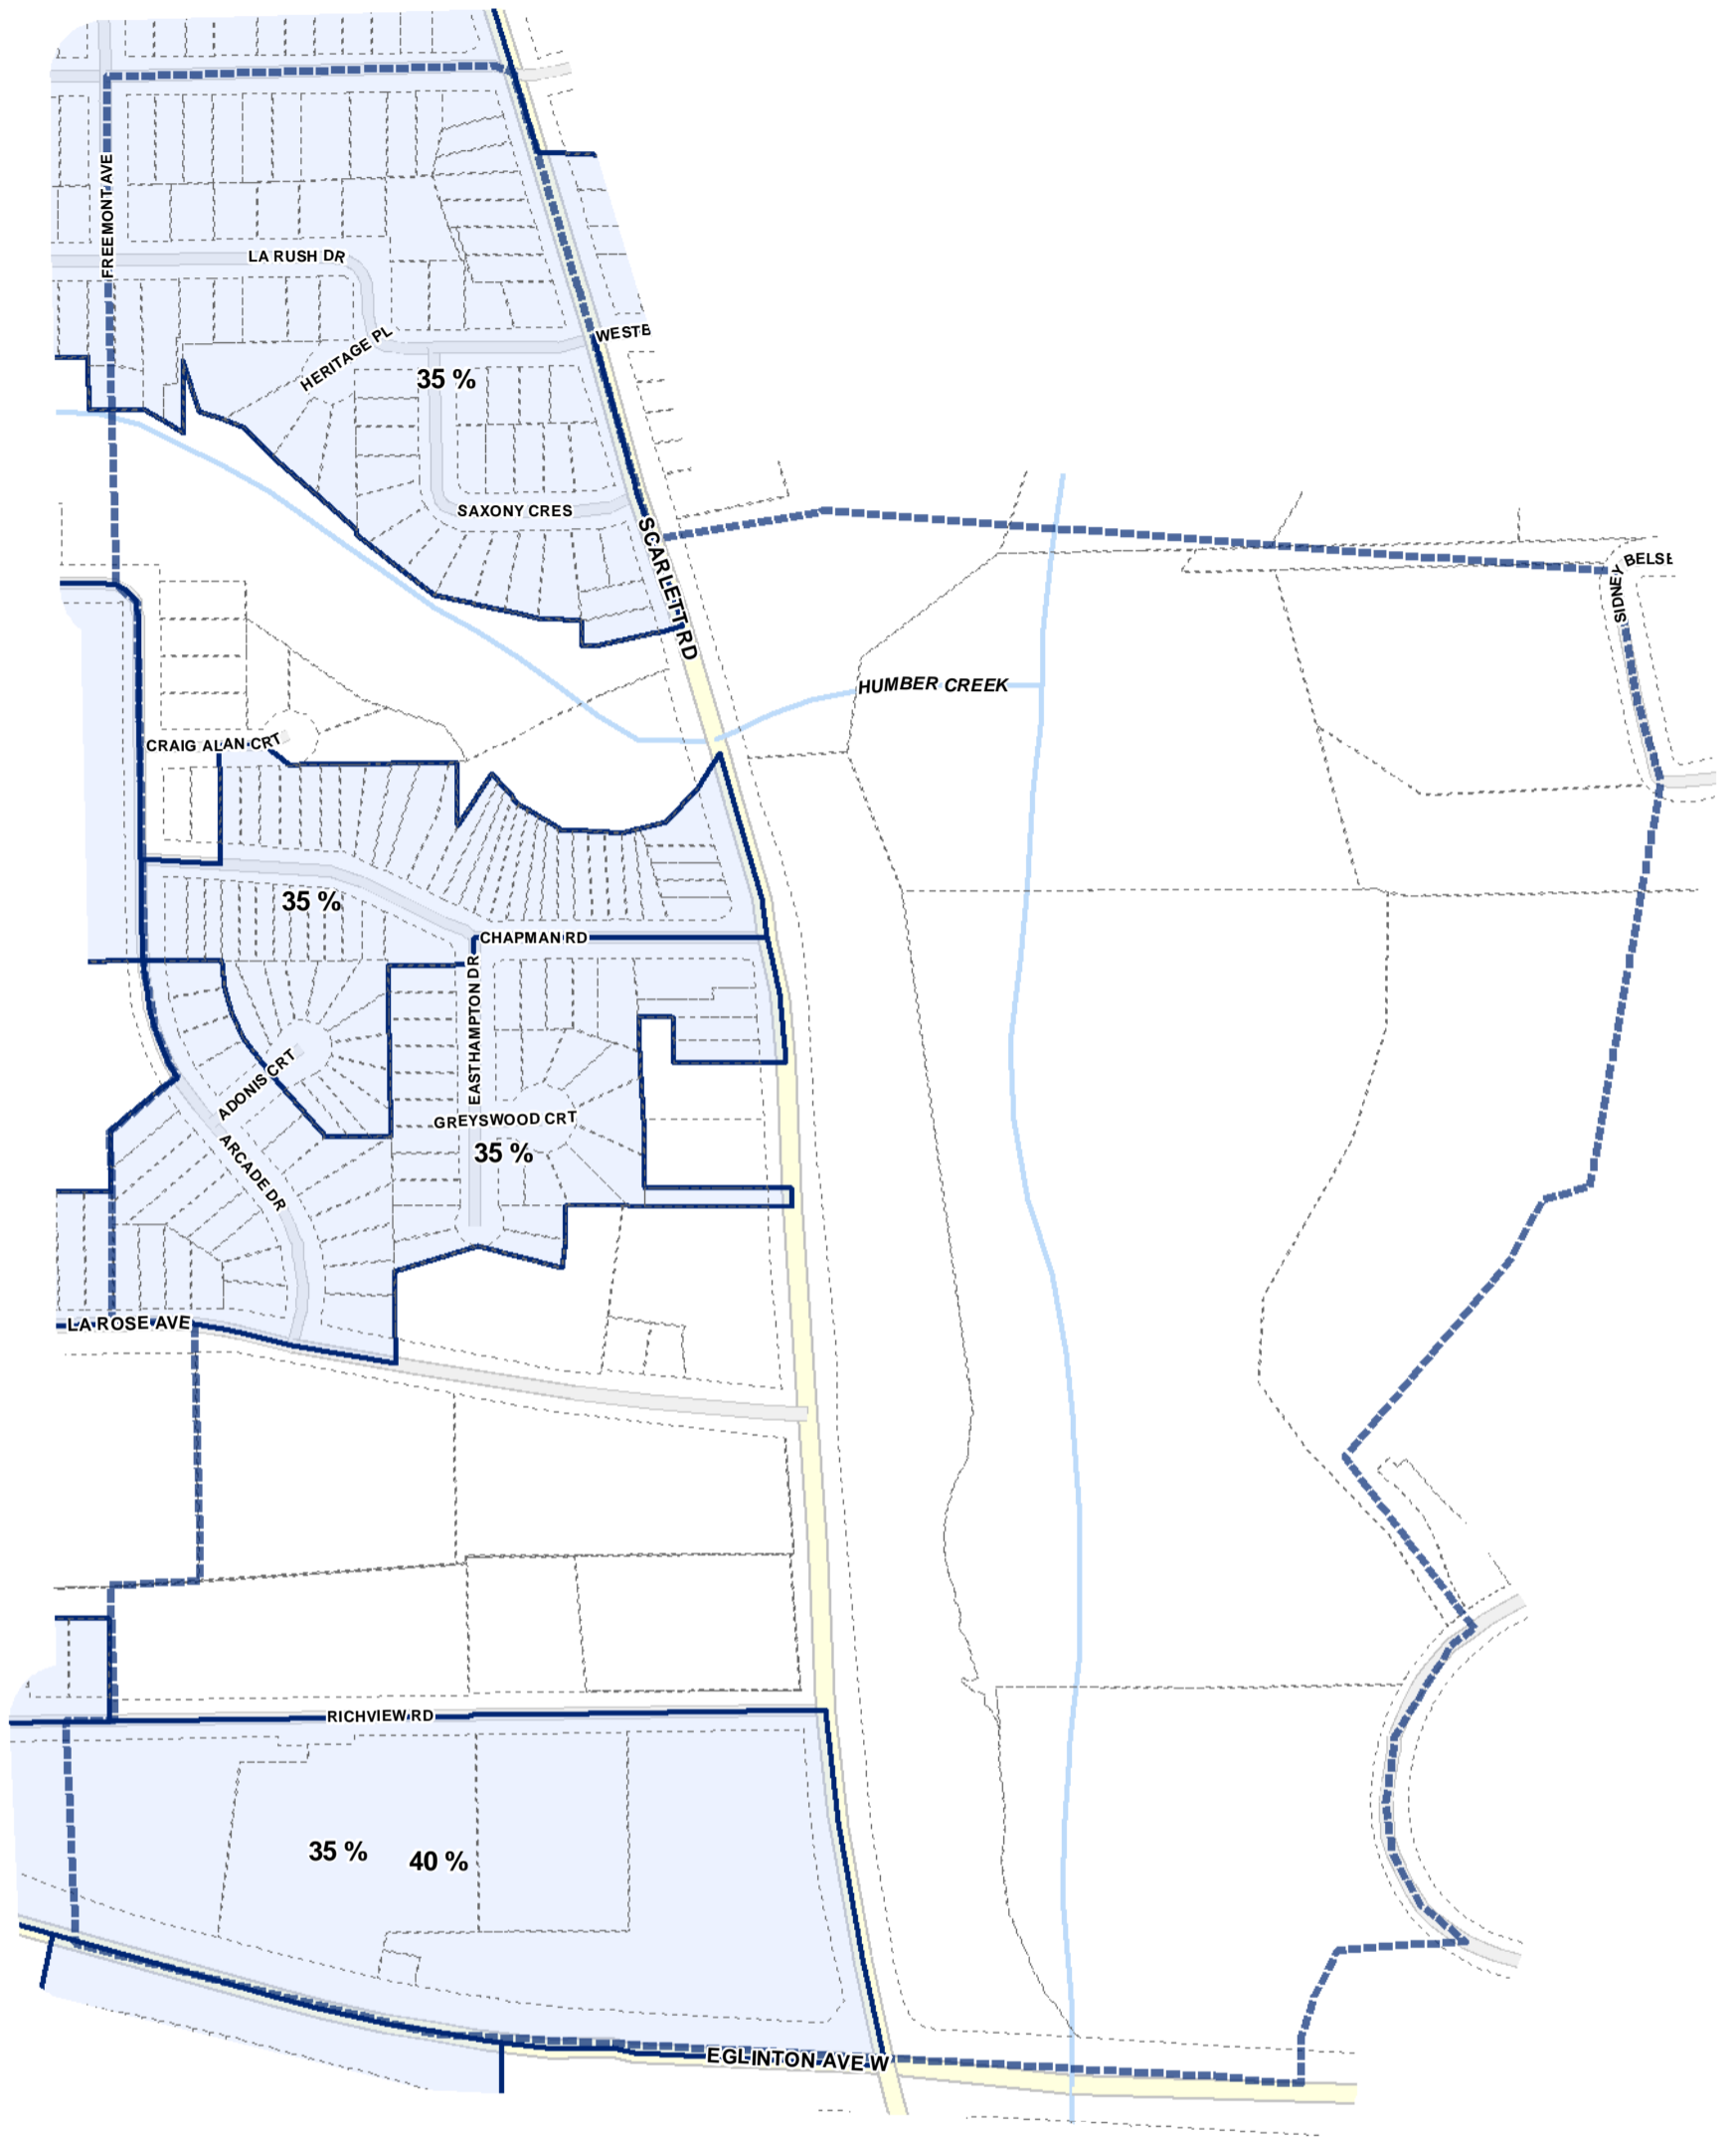 FREEMONT AVE
LA RUSH DR
WESTB
HERITAGE PL
35 %
SAXONY CRES
SCARLETT RD
BELSE
SIDNEY
HUMBER CREEK
CRAIG ALAN CRT
35 %
CHAPMAN RD
EASTHAMPTON DR
ADONIS CRT
GREYSWOOD CRT
35 %
ARCADE DR
LA ROSE AVE
RICHVIEW RD
35 %
40 %
EGLINTON AVE W